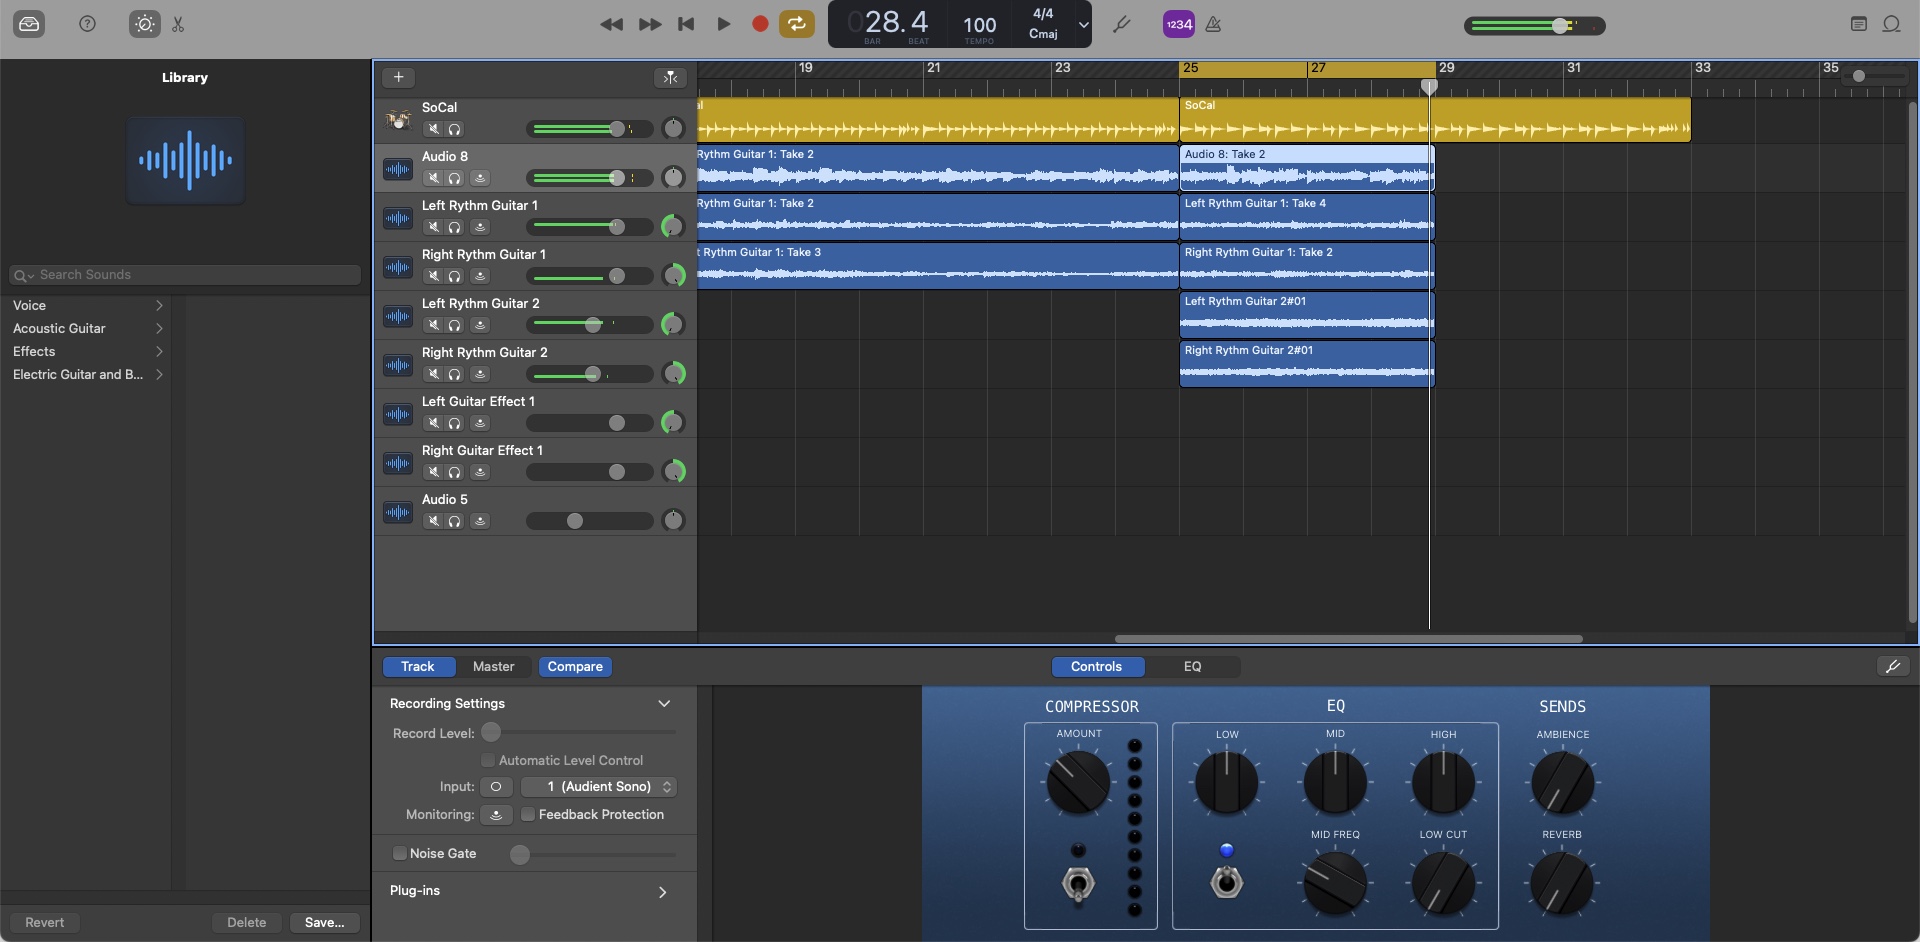 028.4
BAR
BEAT
100
TEMPO
4/4
Cmaj
1234
Library
19
21
23
25
27
29
31
33
35
SoCal
al
SoCal
Audio 8
Rythm Guitar 1: Take 2
Audio 8: Take 2
Left Rythm Guitar 1
Rythm Guitar 1: Take 2
Left Rythm Guitar 1: Take 4
Right Rythm Guitar 1
t Rythm Guitar 1: Take 3
Right Rythm Guitar 1: Take 2
Search Sounds
Voice
Acoustic Guitar
Effects
Electric Guitar and B...
Left Rythm Guitar 2
Left Rythm Guitar 2#01
Right Rythm Guitar 2
Right Rythm Guitar 2#01
Left Guitar Effect 1
Right Guitar Effect 1
Audio 5
Track
Master
Compare
Controls
EQ
Recording Settings
Record Level:
Automatic Level Control
Input:
1 (Audient Sono)
Monitoring:
Feedback Protection
Noise Gate
Plug-ins
COMPRESSOR
EQ
SENDS
AMOUNT
LOW
MID
HIGH
AMBIENCE
MID FREQ
LOW CUT
REVERB
Revert
Delete
Save...